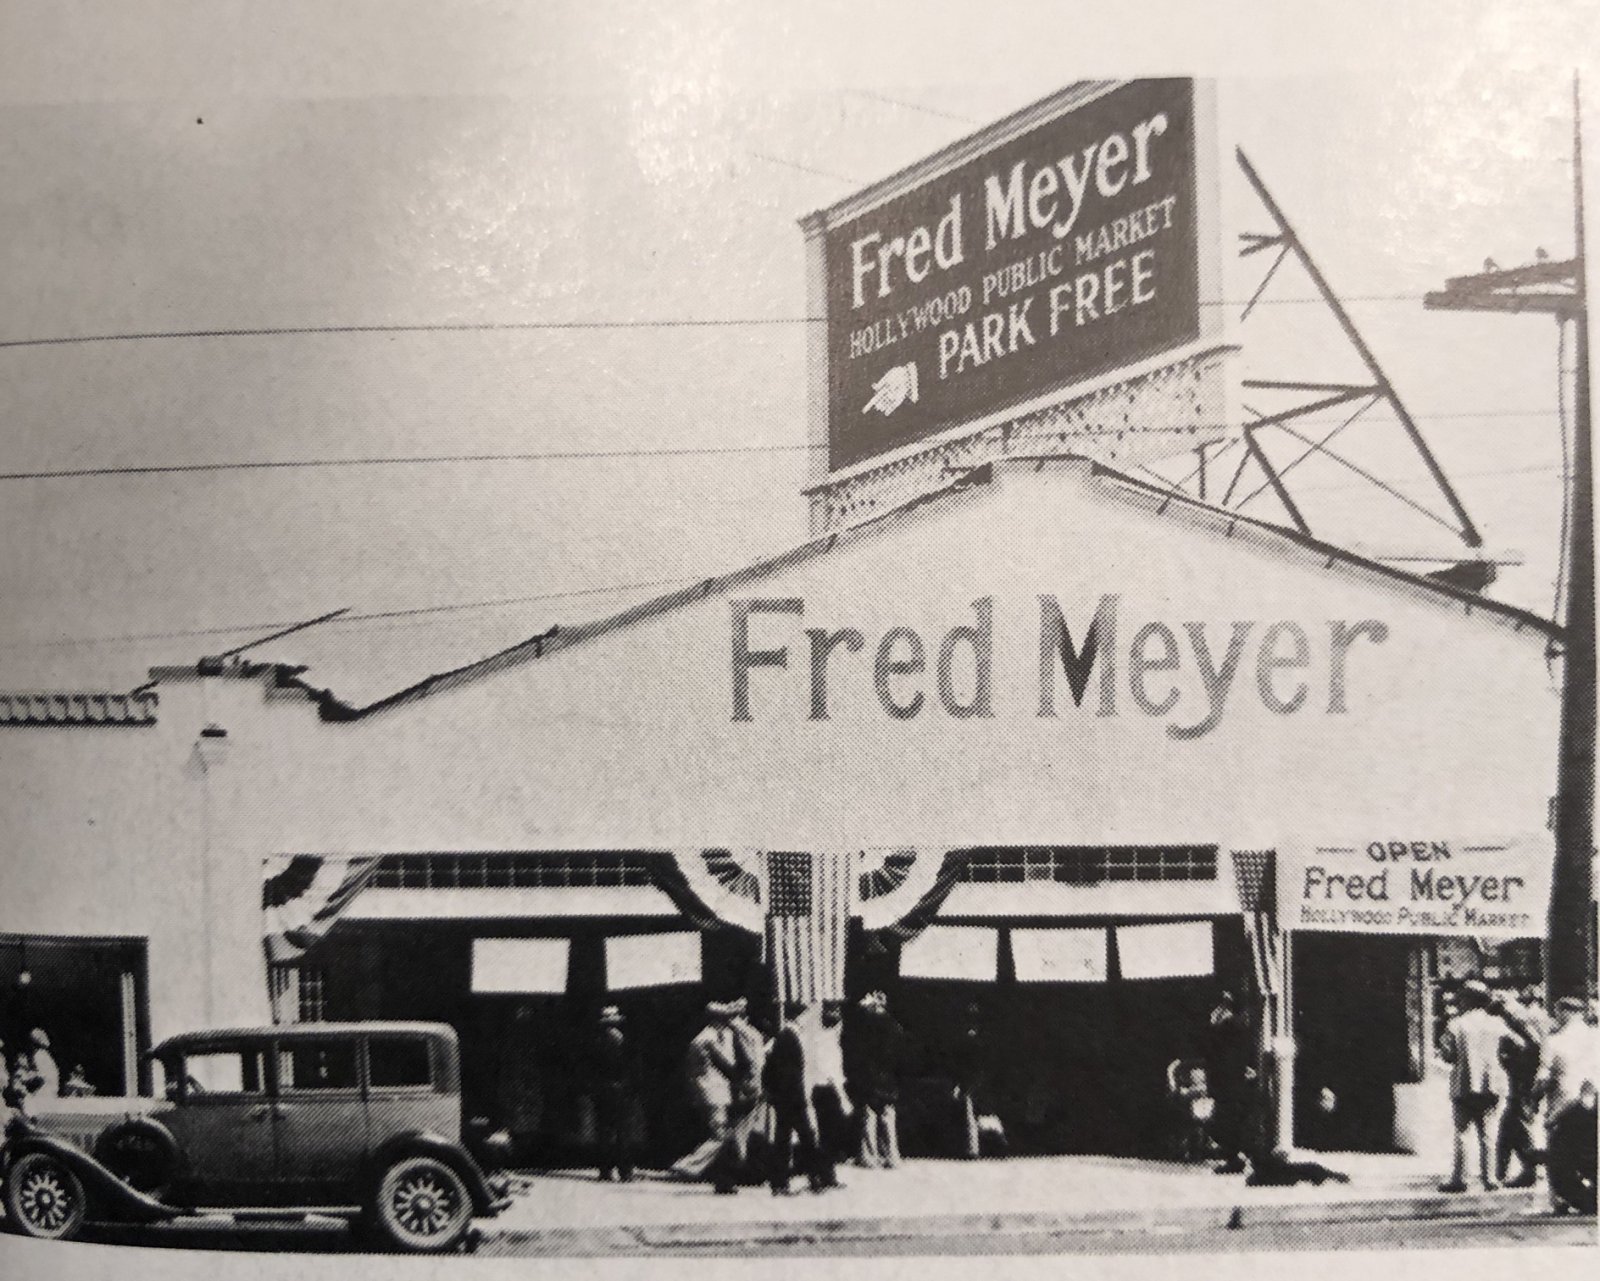 Fred Meyer
HOLLYWOOD PUBLIC MARKET
PARK FREE
Fred Meyer
OPEN
Fred Meyer
HOLLYWOOD PUBLIC MARKET